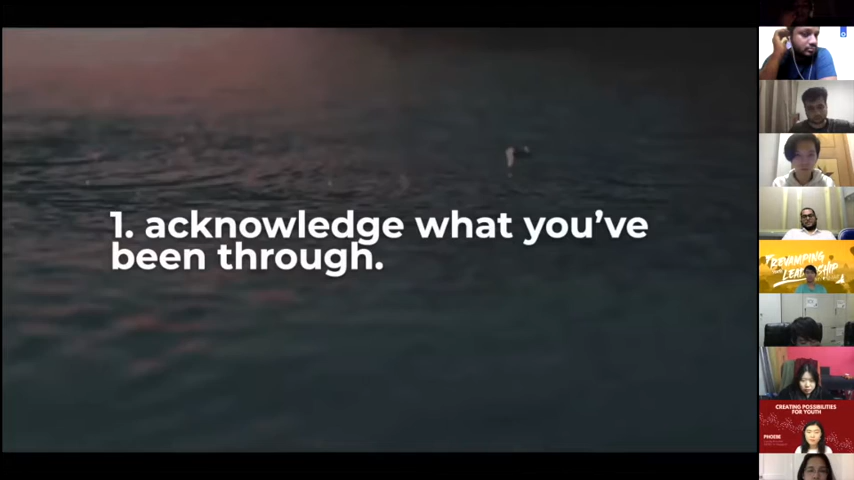 1. acknowledge what you've
been through.
REVAMPING
LEADERSHIP
CREATING POSSIBILITIES
FOR YOUTH
PHOEBE